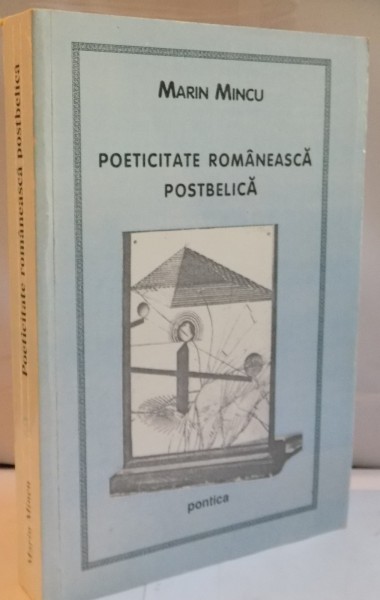 MARIN MINCU
POETICITATE ROMÂNEASCĂ
POSTBELICĂ
pontica
Marin Mincu
Poeticitate românească postbelică